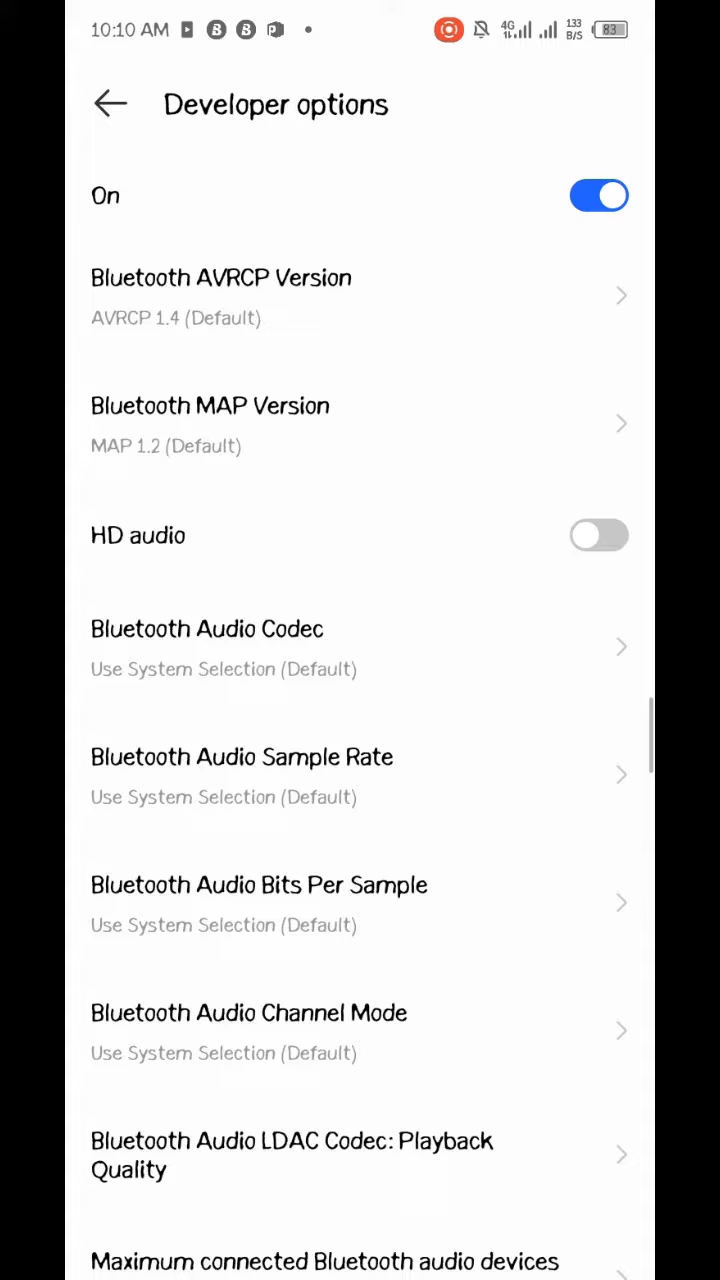 10:10 AM B B 4G 133 B/S 83
Developer options
On
Bluetooth AVRCP Version
AVRCP 1.4 (Default)
Bluetooth MAP Version
MAP 1.2 (Default)
HD audio
Bluetooth Audio Codec
Use System Selection (Default)
Bluetooth Audio Sample Rate
Use System Selection (Default)
Bluetooth Audio Bits Per Sample
Use System Selection (Default)
Bluetooth Audio Channel Mode
Use System Selection (Default)
Bluetooth Audio LDAC Codec: Playback
Quality
Maximum connected Bluetooth audio devices